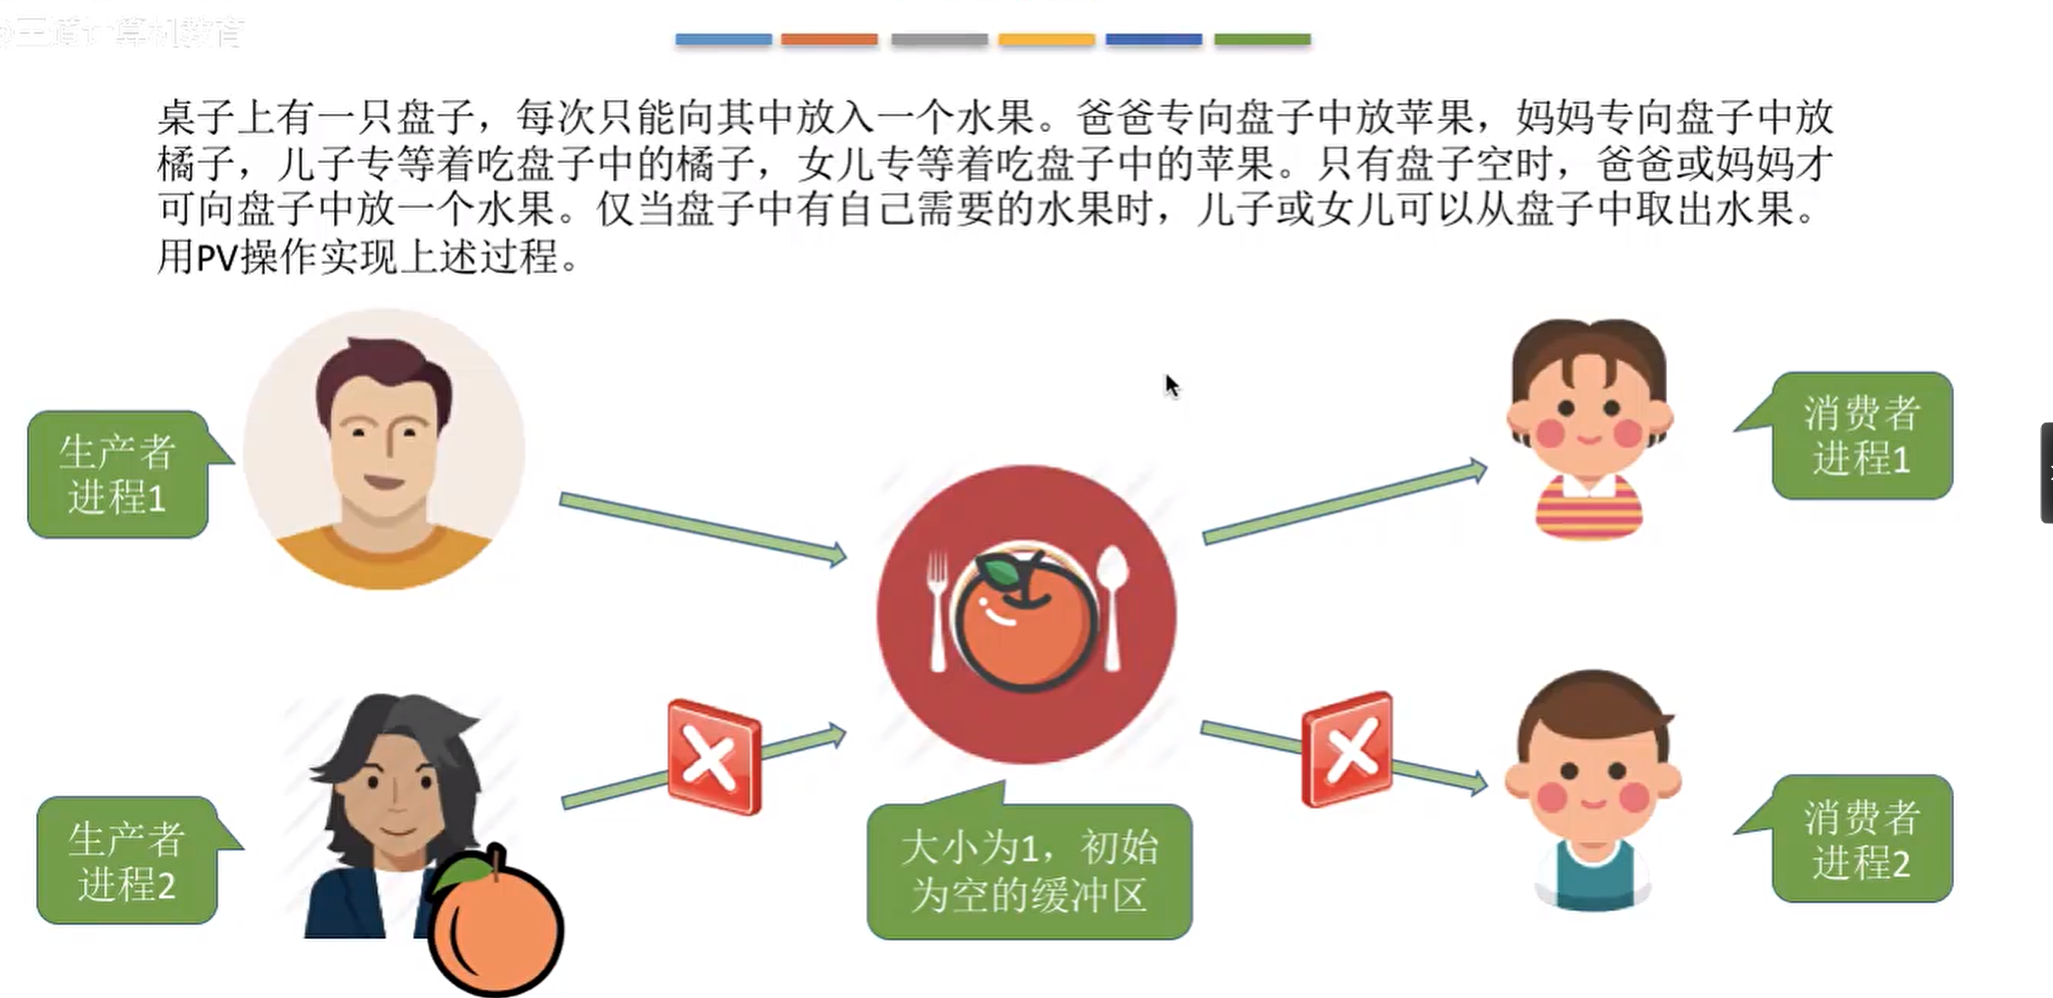 @王道计算机教育
桌子上有一只盘子，每次只能向其中放入一个水果。爸爸专向盘子中放苹果，妈妈专向盘子中放
橘子，儿子专等着吃盘子中的橘子，女儿专等着吃盘子中的苹果。只有盘子空时，爸爸或妈妈才
可向盘子中放一个水果。仅当盘子中有自己需要的水果时，儿子或女儿可以从盘子中取出水果。
用PV操作实现上述过程。
生产者
进程1
消费者
进程1
生产者
进程2
大小为1，初始
为空的缓冲区
消费者
进程2